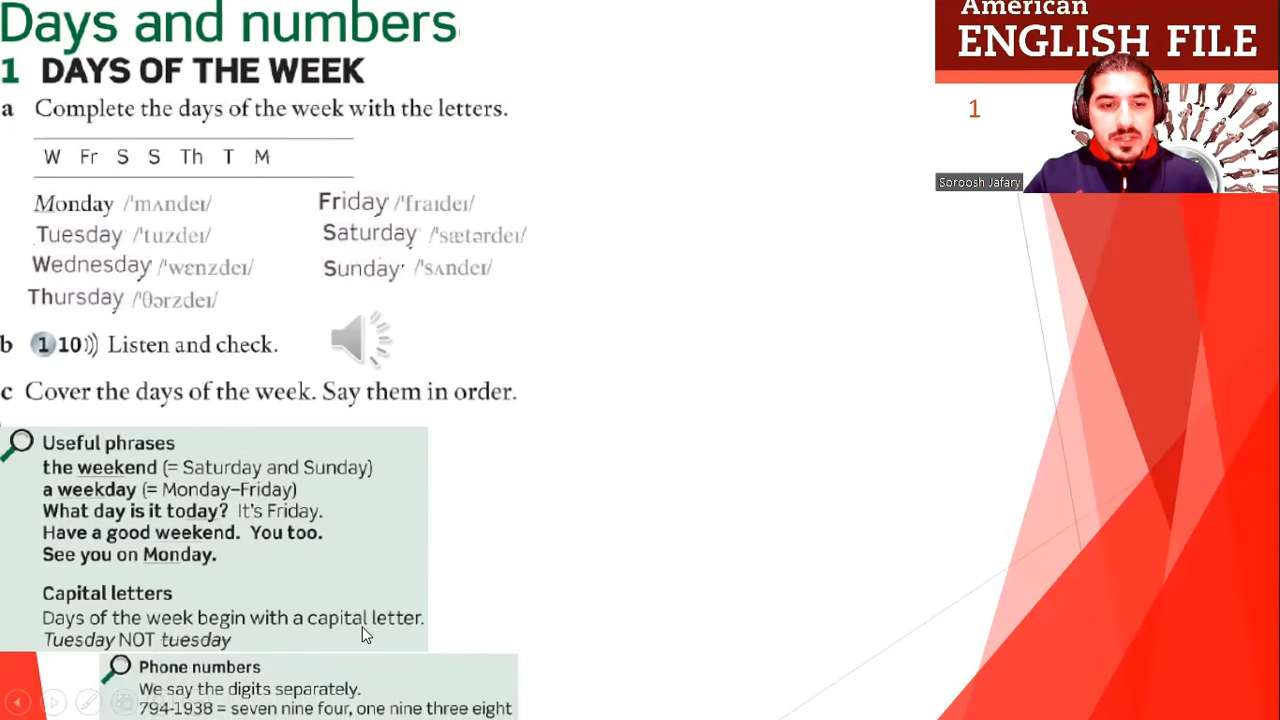 Days and numbers
1 DAYS OF THE WEEK
a Complete the days of the week with the letters.
W Fr S S Th T M
Monday /ˈmʌndeɪ/
Tuesday /ˈtuzdeɪ/
Wednesday /ˈwɛnzdeɪ/
Thursday /ˈθərzdeɪ/
Friday /ˈfraɪdeɪ/
Saturday /ˈsætərdeɪ/
Sunday /ˈsʌndeɪ/
b 1 10)) Listen and check.
c Cover the days of the week. Say them in order.
Useful phrases
the weekend (= Saturday and Sunday)
a weekday (= Monday–Friday)
What day is it today? It's Friday.
Have a good weekend. You too.
See you on Monday.
Capital letters
Days of the week begin with a capital letter.
Tuesday NOT tuesday
Phone numbers
We say the digits separately.
794-1938 = seven nine four, one nine three eight
American
ENGLISH FILE
1
Soroosh Jafary